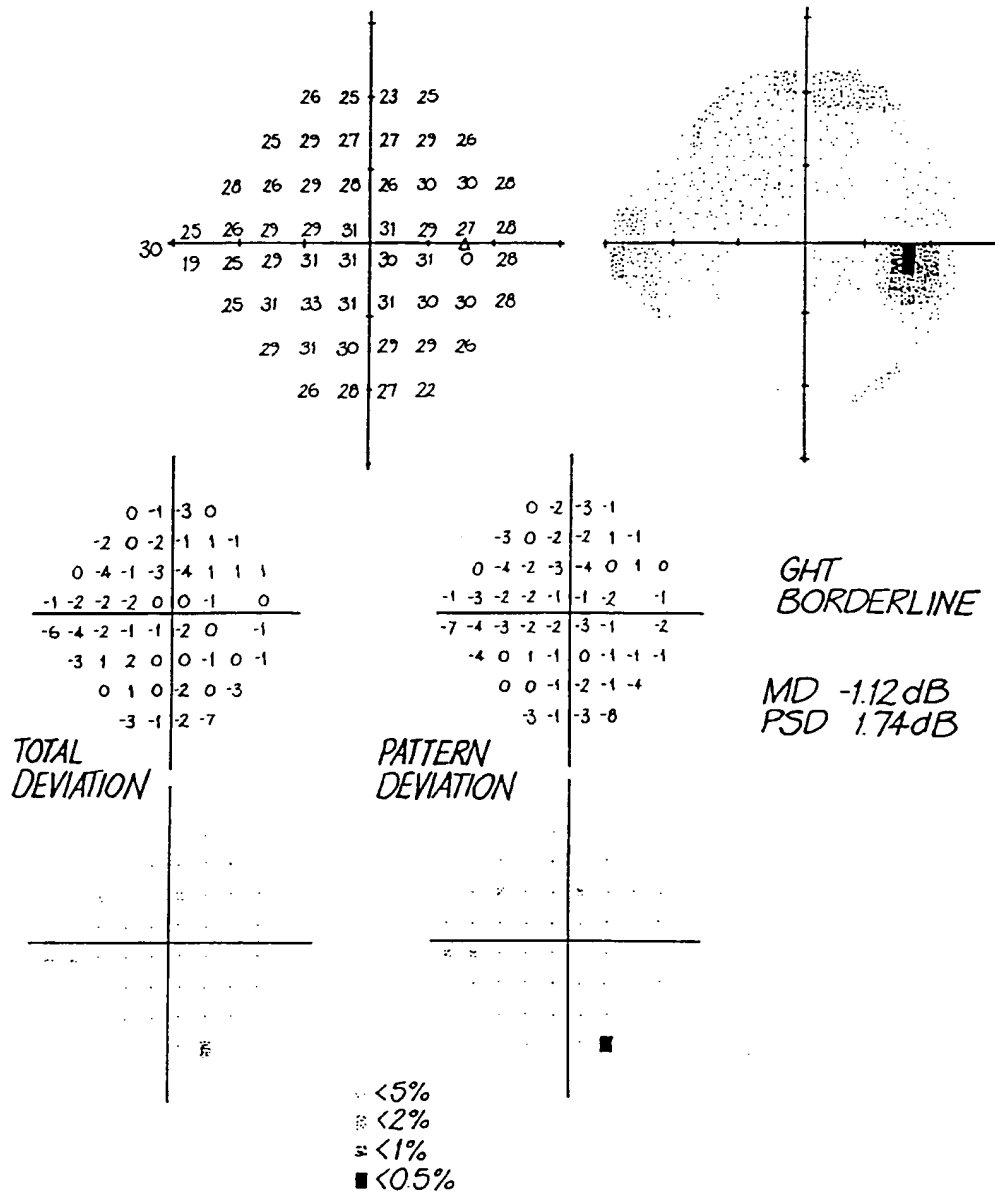 26 25 23 25
25 29 27 27 29 26
28 26 29 28 26 30 30 28
25 26 29 29 31 31 29 27 28
30
19 25 29 31 31 30 31 0 28
25 31 33 31 31 30 30 28
29 31 30 29 29 26
26 28 27 22
0 -1 -3 0
-2 0 -2 -1 1 -1
0 -4 -1 -3 -4 1 1 1
-1 -2 -2 -2 0 0 -1 0
-6 -4 -2 -1 -1 -2 0 -1
-3 1 2 0 0 -1 0 -1
0 1 0 -2 0 -3
-3 -1 -2 -7
TOTAL
DEVIATION
0 -2 -3 -1
-3 0 -2 -2 1 -1
0 -4 -2 -3 -4 0 1 0
-1 -3 -2 -2 -1 -1 -2 -1
-7 -4 -3 -2 -2 -3 -1 -2
-4 0 1 -1 0 -1 -1 -1
0 0 -1 -2 -1 -4
-3 -1 -3 -8
PATTERN
DEVIATION
GHT
BORDERLINE
MD -1.12 dB
PSD 1.74 dB
<5%
<2%
<1%
<0.5%